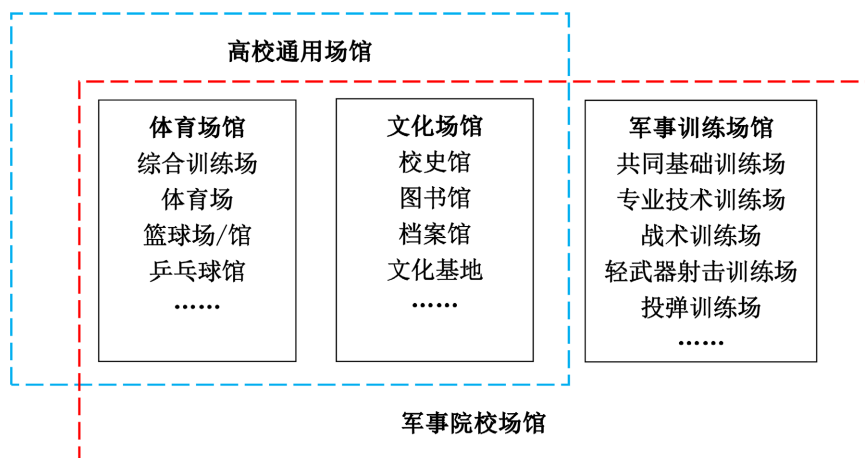 高校通用场馆
体育场馆
综合训练场
体育场
篮球场/馆
乒乓球馆
……
文化场馆
校史馆
图书馆
档案馆
文化基地
……
军事训练场馆
共同基础训练场
专业技术训练场
战术训练场
轻武器射击训练场
投弹训练场
……
军事院校场馆